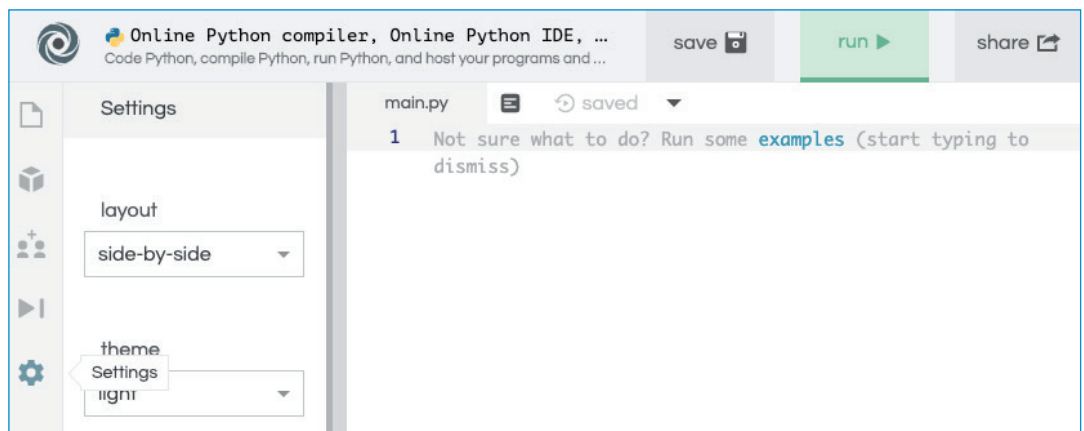 Online Python compiler, Online Python IDE, ...
Code Python, compile Python, run Python, and host your programs and ...
save
run
share
Settings
main.py
saved
1 Not sure what to do? Run some examples (start typing to
dismiss)
layout
side-by-side
theme
Settings
light